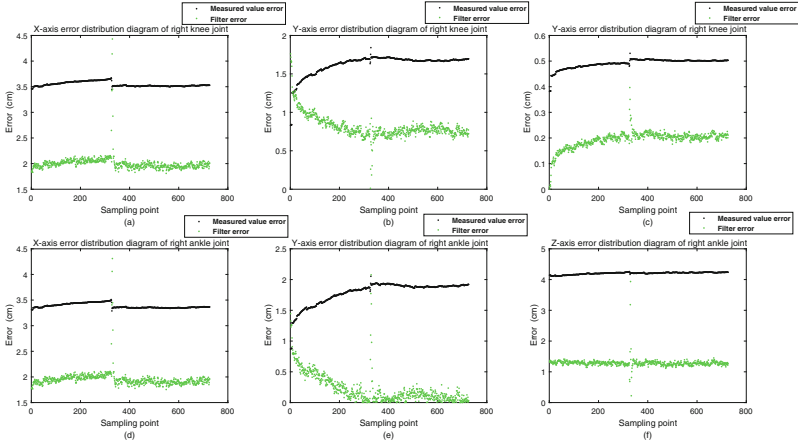 Measured value error
Filter error
X-axis error distribution diagram of right knee joint
4.5
4
3.5
3
2.5
2
1.5
Error (cm)
0
200
400
600
800
Sampling point
(a)
Measured value error
Filter error
Y-axis error distribution diagram of right knee joint
2
1.5
1
0.5
0
Error (cm)
0
200
400
600
800
Sampling point
(b)
Measured value error
Filter error
Y-axis error distribution diagram of right knee joint
0.6
0.5
0.4
0.3
0.2
0.1
0
Error (cm)
0
200
400
600
800
Sampling point
(c)
Measured value error
Filter error
X-axis error distribution diagram of right ankle joint
4.5
4
3.5
3
2.5
2
1.5
Error (cm)
0
200
400
600
800
Sampling point
(d)
Measured value error
Filter error
Y-axis error distribution diagram of right ankle joint
2.5
2
1.5
1
0.5
0
Error (cm)
0
200
400
600
800
Sampling point
(e)
Measured value error
Filter error
Z-axis error distribution diagram of right ankle joint
5
4
3
2
1
0
Error (cm)
0
200
400
600
800
Sampling point
(f)